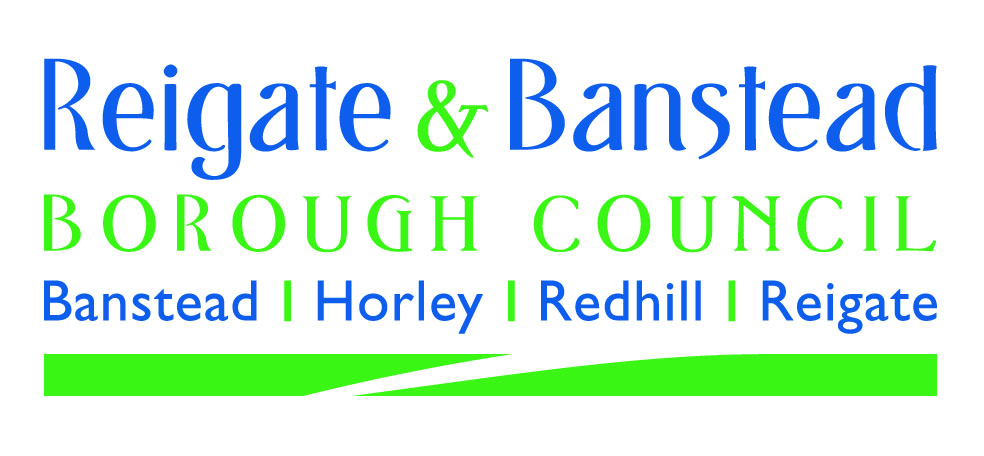 Reigate & Banstead
BOROUGH COUNCIL
Banstead | Horley | Redhill | Reigate